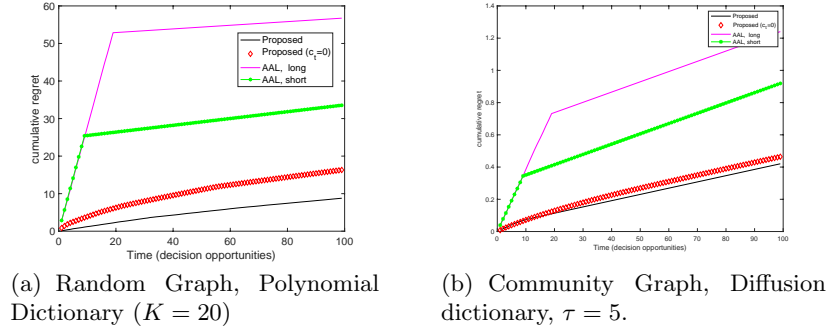 60
50
40
30
20
10
0
cumulative regret
Proposed
Proposed (c_t=0)
AAL, long
AAL, short
0 20 40 60 80 100
Time (decision opportunities)
(a) Random Graph, Polynomial
Dictionary (K = 20)
1.4
1.2
1
0.8
0.6
0.4
0.2
0
cumulative regret
Proposed
Proposed (c_t=0)
AAL, long
AAL, short
0 10 20 30 40 50 60 70 80 90 100
Time (decision opportunities)
(b) Community Graph, Diffusion
dictionary, τ = 5.